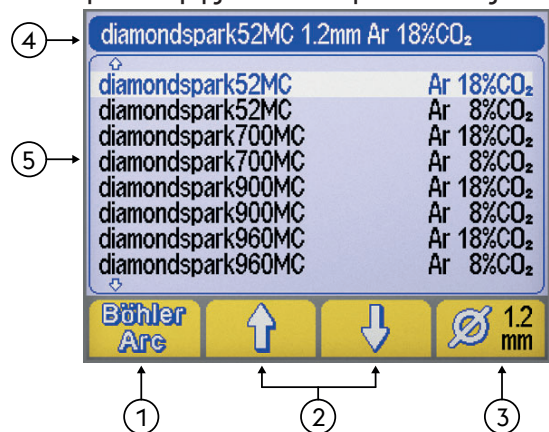 ④ diamondspark52MC 1.2mm Ar 18%CO₂
diamondspark52MC Ar 18%CO₂
diamondspark52MC Ar 8%CO₂
diamondspark700MC Ar 18%CO₂
⑤ diamondspark700MC Ar 8%CO₂
diamondspark900MC Ar 18%CO₂
diamondspark900MC Ar 8%CO₂
diamondspark960MC Ar 18%CO₂
diamondspark960MC Ar 8%CO₂
Böhler Ø 1.2
Arc mm
① ② ③